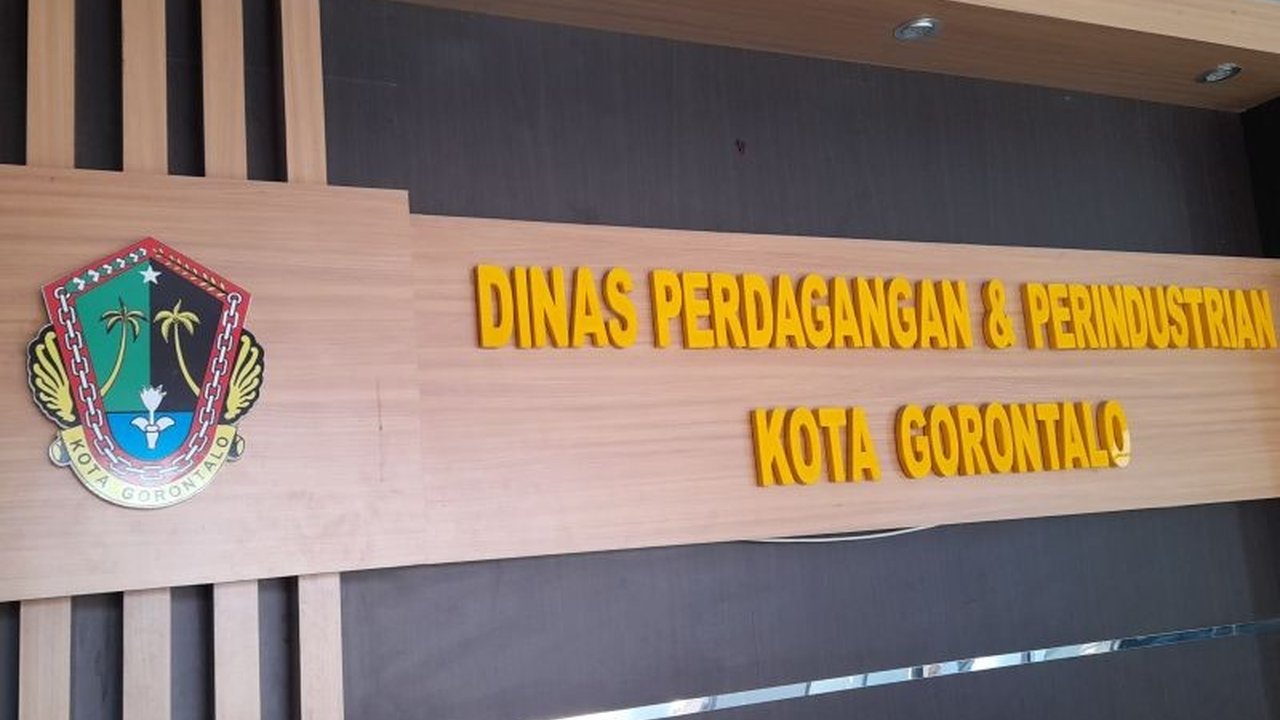 DINAS PERDAGANGAN & PERINDUSTRIAN
KOTA GORONTALO
KOTA GORONTALO